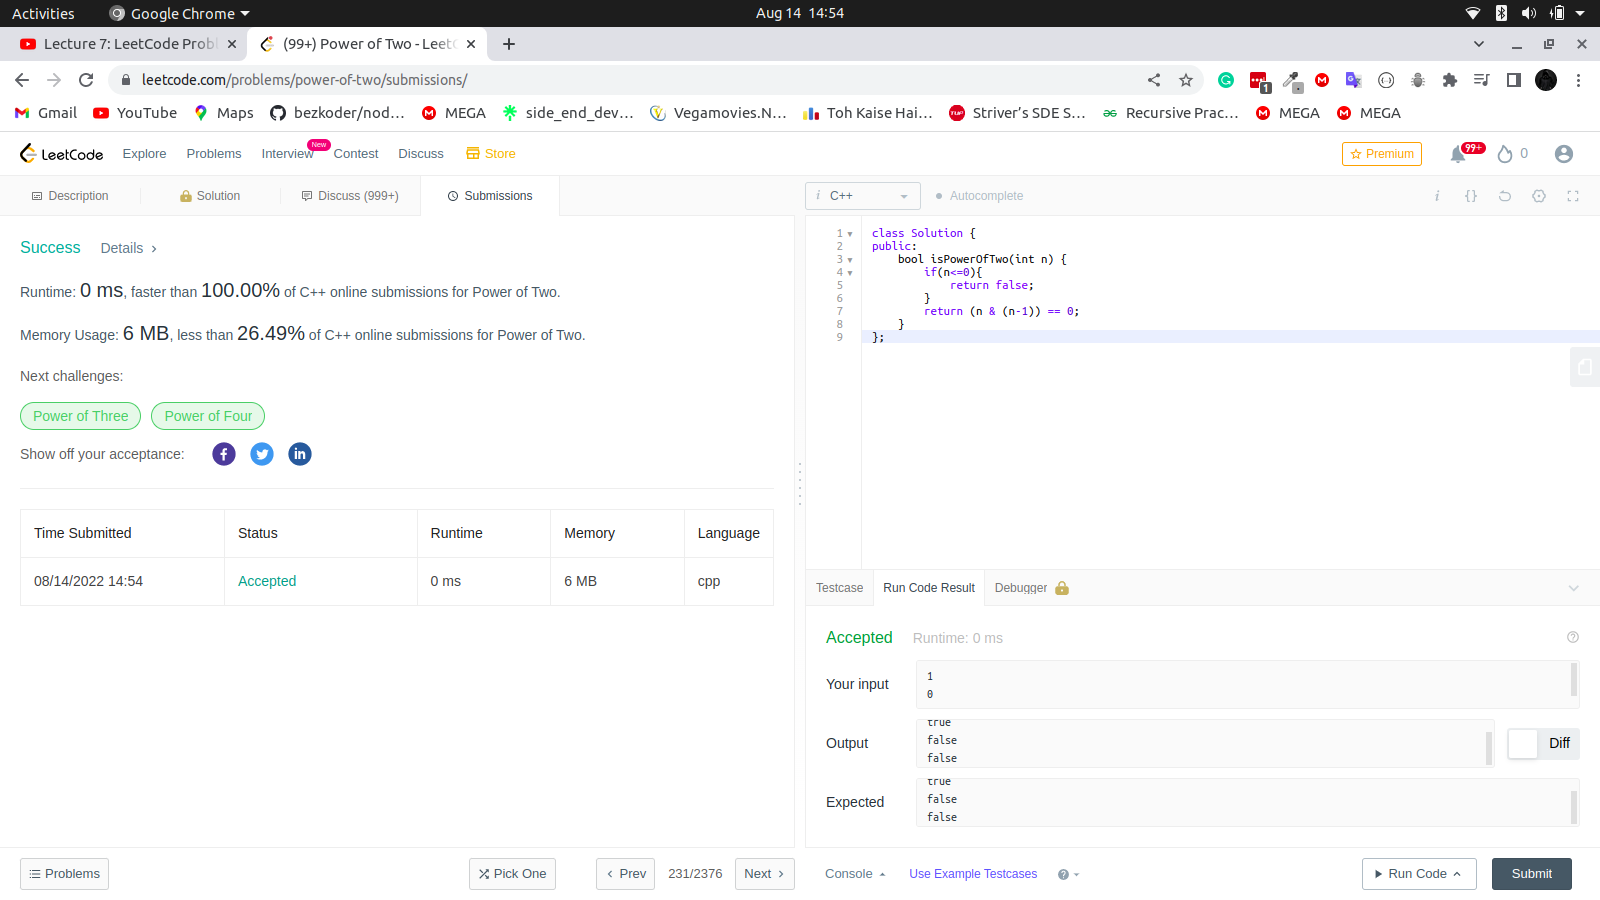 Activities
Google Chrome
Aug 14 14:54
Lecture 7: LeetCode Probl
(99+) Power of Two - LeetC
leetcode.com/problems/power-of-two/submissions/
1
Gmail
YouTube
Maps
bezkoder/nod...
MEGA
side_end_dev...
Vegamovies.N...
Toh Kaise Hai...
Striver's SDE S...
Recursive Prac...
MEGA
MEGA
LeetCode
Explore
Problems
Interview
New
Contest
Discuss
Store
Premium
99+
0
Description
Solution
Discuss (999+)
Submissions
i C++
Autocomplete
Success
Details >
Runtime: 0 ms, faster than 100.00% of C++ online submissions for Power of Two.
Memory Usage: 6 MB, less than 26.49% of C++ online submissions for Power of Two.
Next challenges:
Power of Three
Power of Four
Show off your acceptance:
Time Submitted Status Runtime Memory Language
08/14/2022 14:54 Accepted 0 ms 6 MB cpp
1 class Solution {
2 public:
3 bool isPowerOfTwo(int n) {
4 if(n<=0){
5 return false;
6 }
7 return (n & (n-1)) == 0;
8 }
9 };
Testcase
Run Code Result
Debugger
Accepted
Runtime: 0 ms
Your input
1
0
Output
true
false
false
Diff
Expected
true
false
false
Problems
Pick One
< Prev
231/2376
Next >
Console
Use Example Testcases
Run Code
Submit